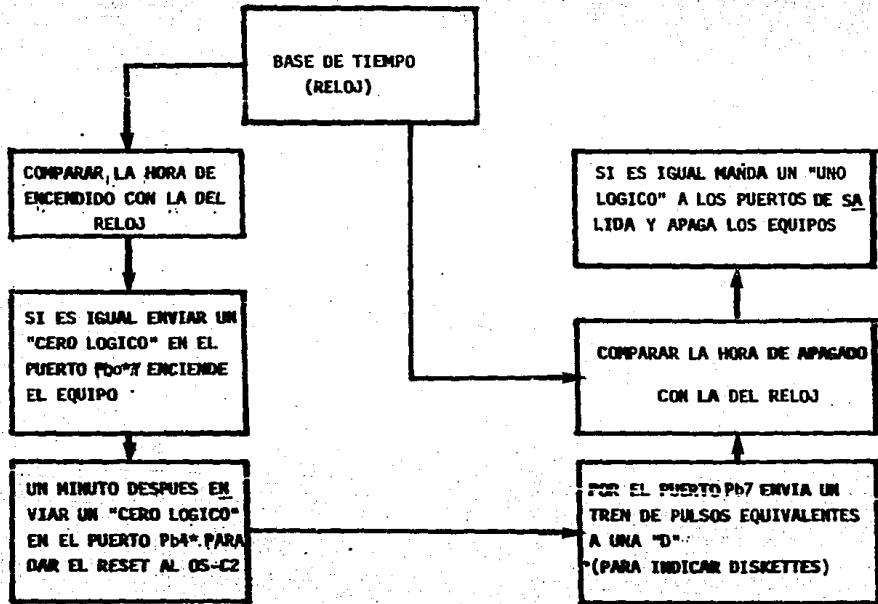 BASE DE TIEMPO
(RELOJ)
COMPARAR LA HORA DE
ENCENDIDO CON LA DEL
RELOJ
SI ES IGUAL ENVIAR UN
"CERO LOGICO" EN EL
PUERTO Pbo*Y ENCIENDE
EL EQUIPO
UN MINUTO DESPUES EN
VIAR UN "CERO LOGICO"
EN EL PUERTO Pb4*.PARA
DAR EL RESET AL OS-C2
POR EL PUERTO Pb7 ENVIA UN
TREN DE PULSOS EQUIVALENTES
A UNA "D"
*(PARA INDICAR DISKETTES)
COMPARAR LA HORA DE APAGADO
CON LA DEL RELOJ
SI ES IGUAL MANDA UN "UNO
LOGICO" A LOS PUERTOS DE SA
LIDA Y APAGA LOS EQUIPOS